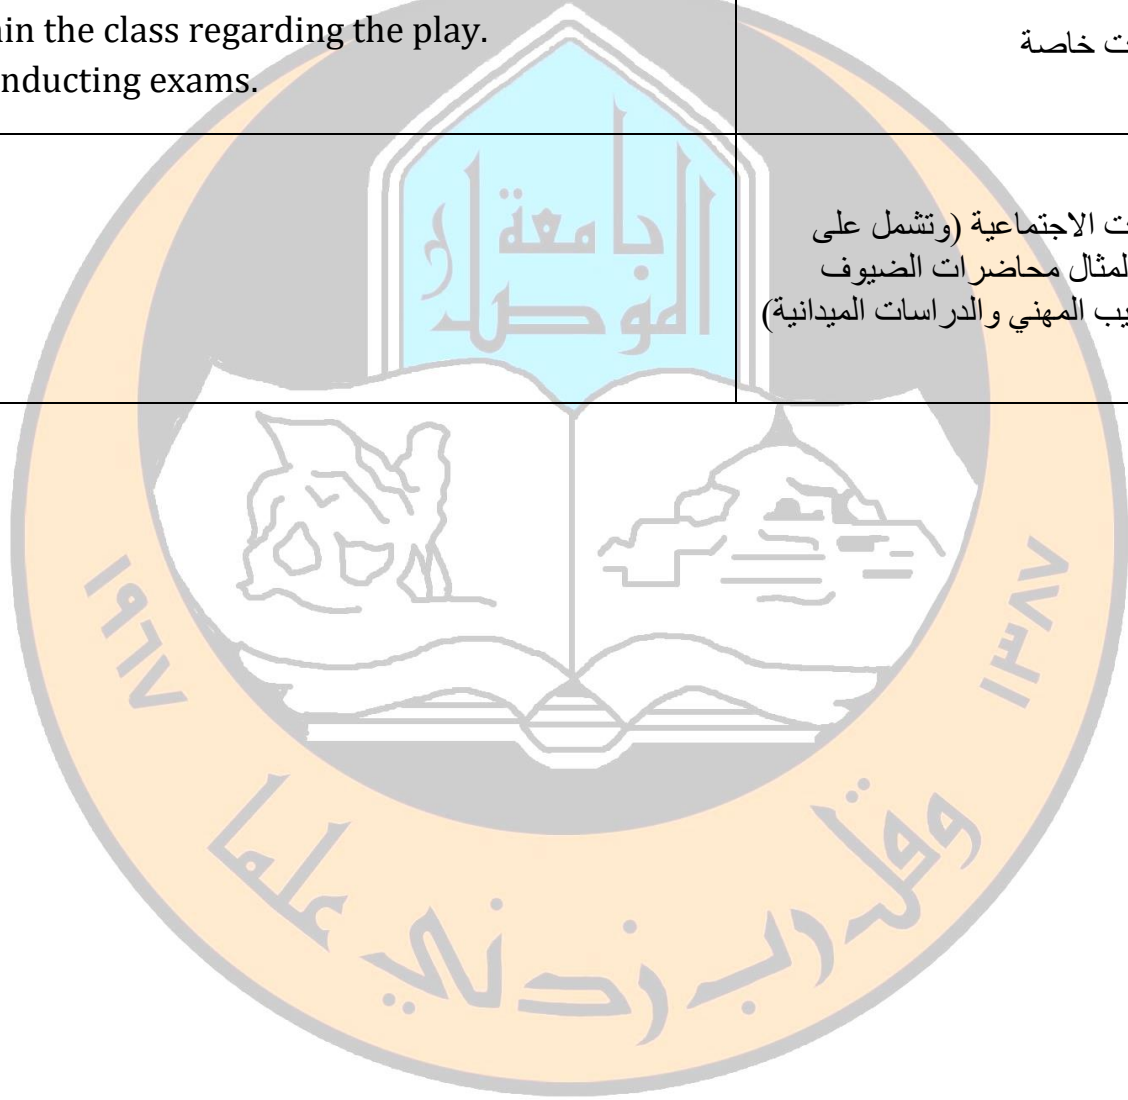 in the class regarding the play.
nducting exams.
ت خاصة
ت الاجتماعية (وتشمل على
لمثال محاضرات الضيوف
يب المهني والدراسات الميدانية)
جامعة
الموصل
١٩٦٧
١٣٨٧
وقل رب زدني علما